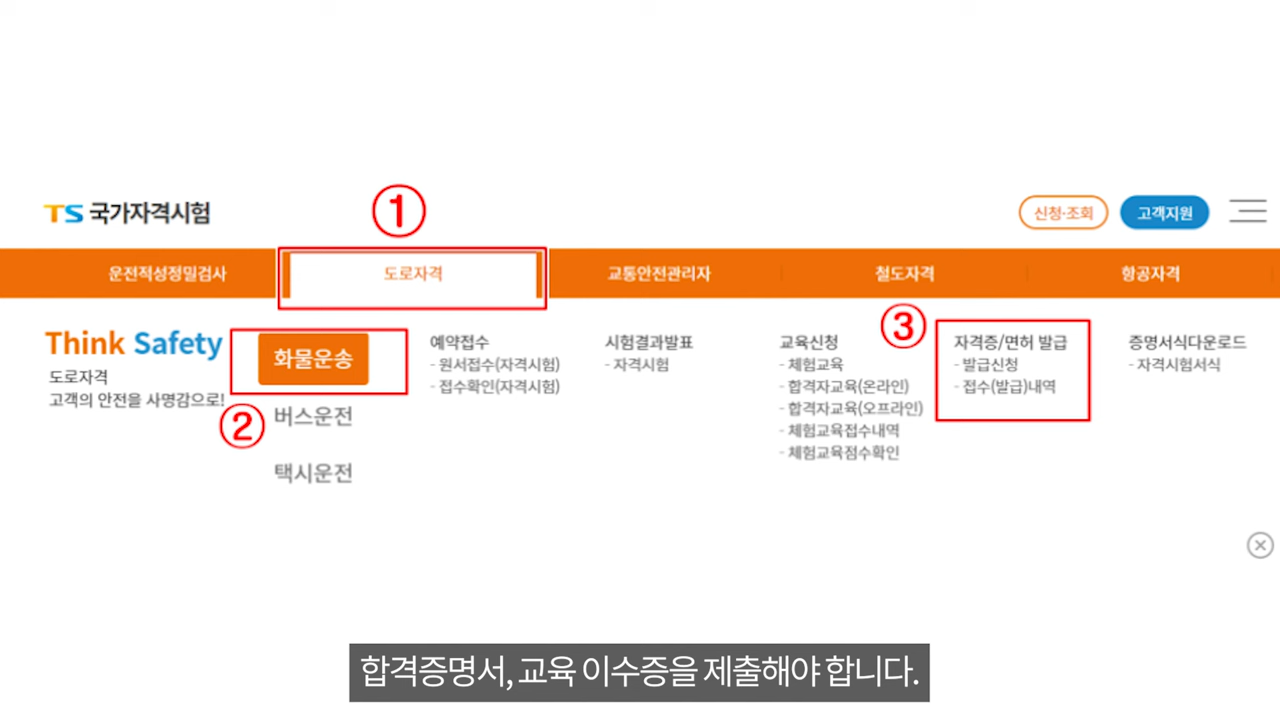 ①
TS 국가자격시험
신청·조회
고객지원
운전적성정밀검사
도로자격
교통안전관리자
철도자격
항공자격
Think Safety
도로자격
고객의 안전을 사명감으로!
②
화물운송
버스운전
택시운전
예약접수
- 원서접수(자격시험)
- 접수확인(자격시험)
시험결과발표
- 자격시험
교육신청
- 체험교육
- 합격자교육(온라인)
- 합격자교육(오프라인)
- 체험교육접수내역
- 체험교육점수확인
③
자격증/면허 발급
- 발급신청
- 접수(발급)내역
증명서식다운로드
- 자격시험서식
합격증명서, 교육 이수증을 제출해야 합니다.